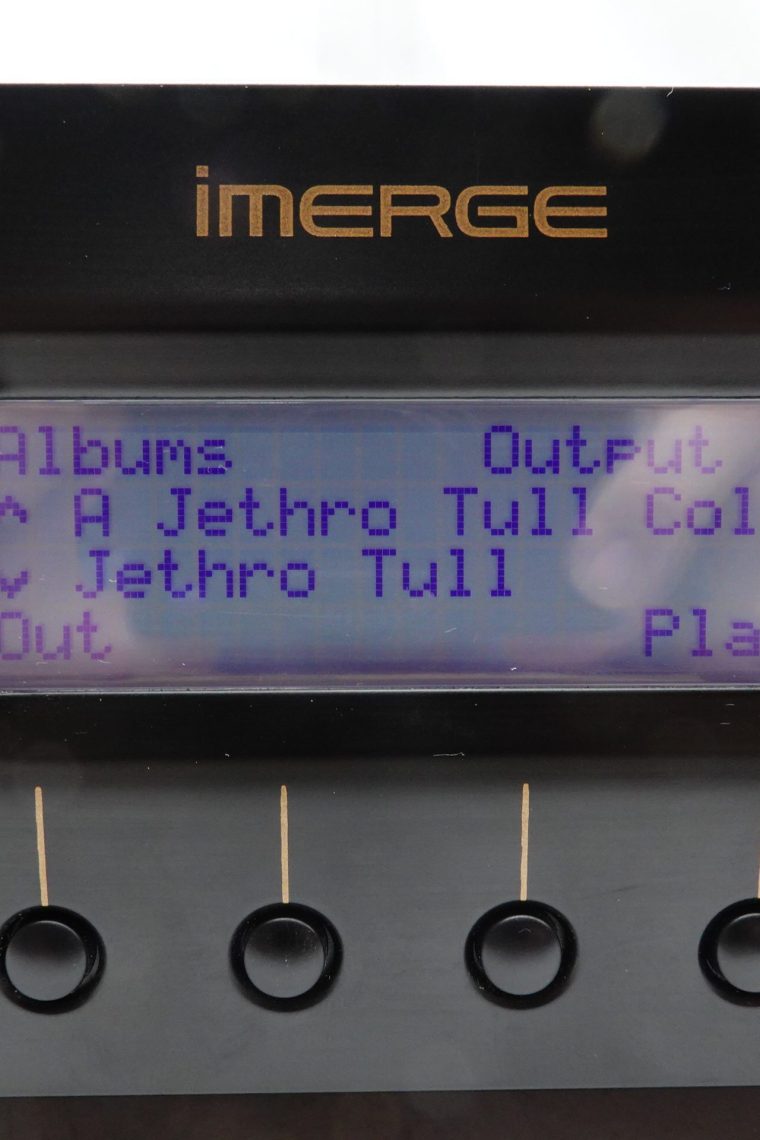 iMERGE
Albums Output
^ A Jethro Tull Col
v Jethro Tull
Out Pla